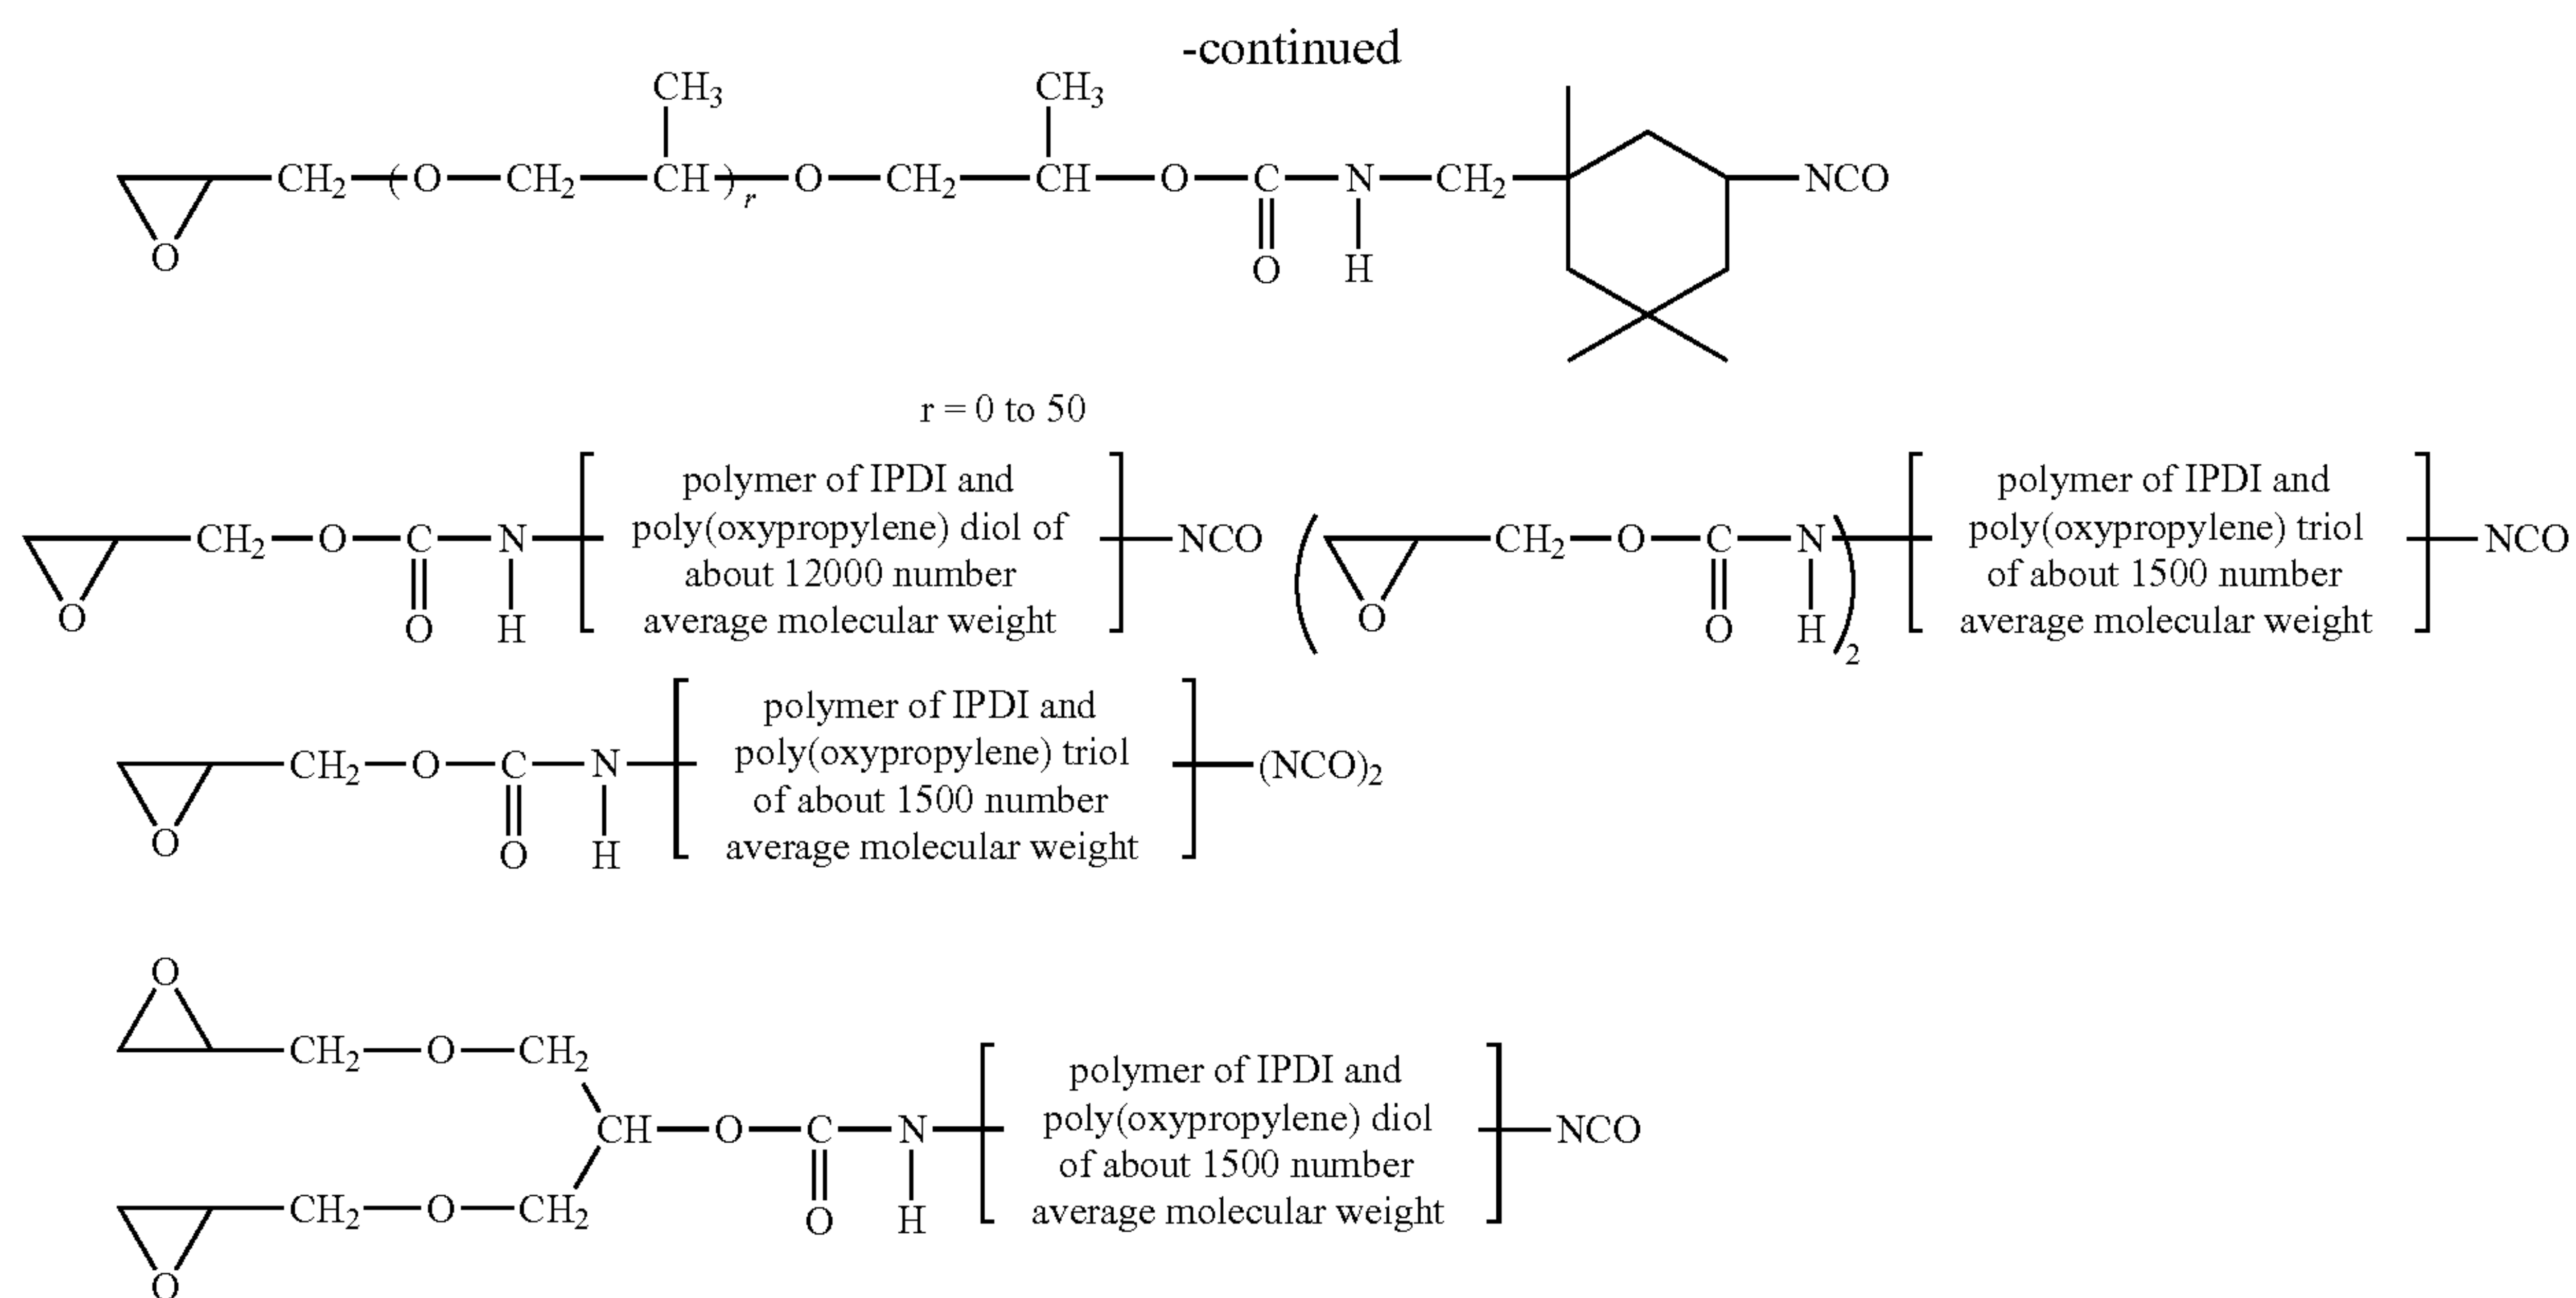 -continued
CH3 CH3
CH2 ( O CH2 CH )r O CH2 CH O C N CH2 NCO
O O H
r = 0 to 50
CH2 O C N [ polymer of IPDI and poly(oxypropylene) diol of about 12000 number average molecular weight ] NCO
O O H
( CH2 O C N )2 [ polymer of IPDI and poly(oxypropylene) triol of about 1500 number average molecular weight ] NCO
O O H
CH2 O C N [ polymer of IPDI and poly(oxypropylene) triol of about 1500 number average molecular weight ] (NCO)2
O O H
O
CH2 O CH2
CH O C N [ polymer of IPDI and poly(oxypropylene) diol of about 1500 number average molecular weight ] NCO
CH2 O CH2 O H
O